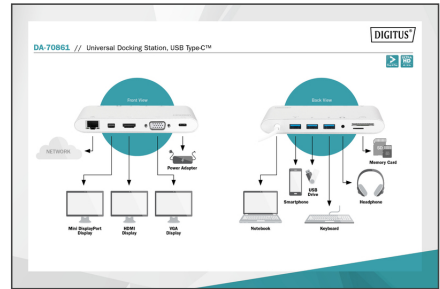 DIGITUS®
DA-70861 // Universal Docking Station, USB Type-C™
Front View
Back View
NETWORK
Power Adapter
Memory Card
USB
Drive
Smartphone
Headphone
Mini DisplayPort
Display
HDMI
Display
VGA
Display
Notebook
Keyboard